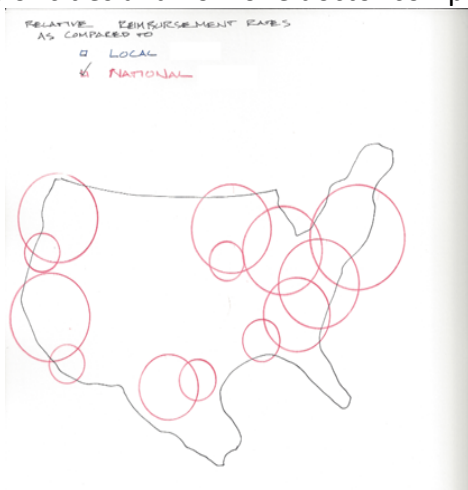 RELATIVE REIMBURSEMENT RATES
AS COMPARED TO
LOCAL
NATIONAL